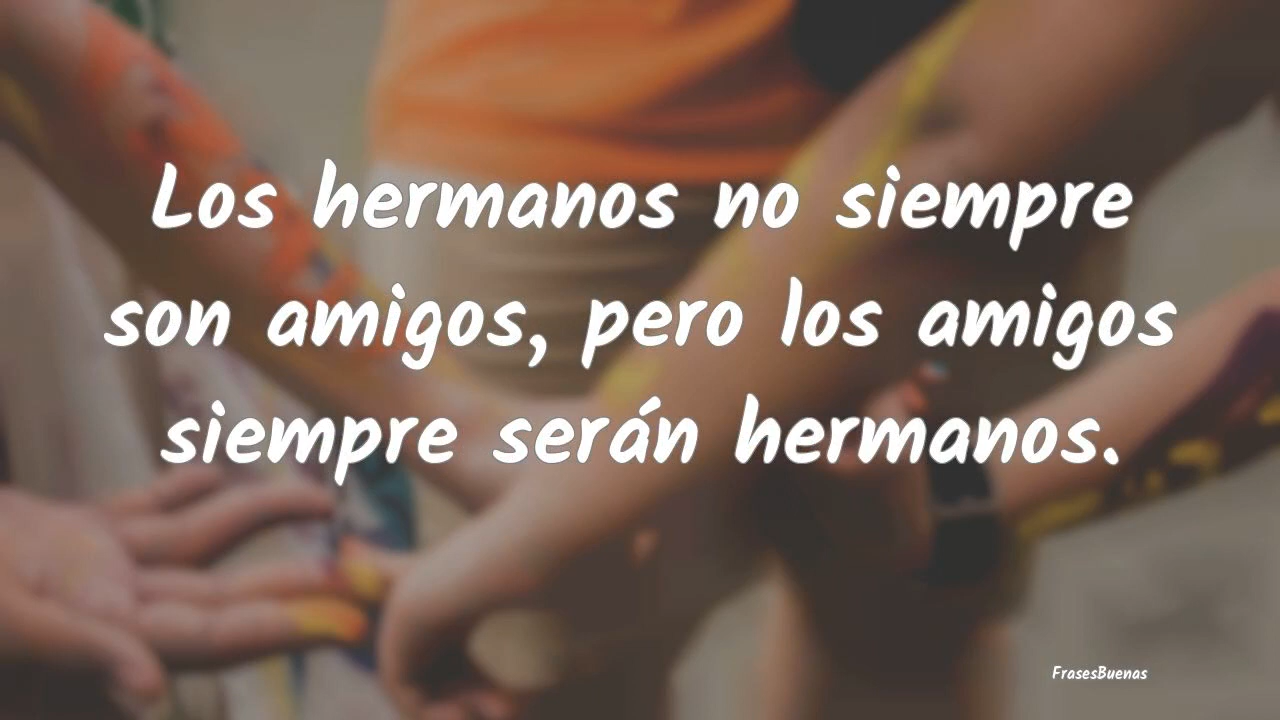 Los hermanos no siempre
son amigos, pero los amigos
siempre serán hermanos.
FrasesBuenas